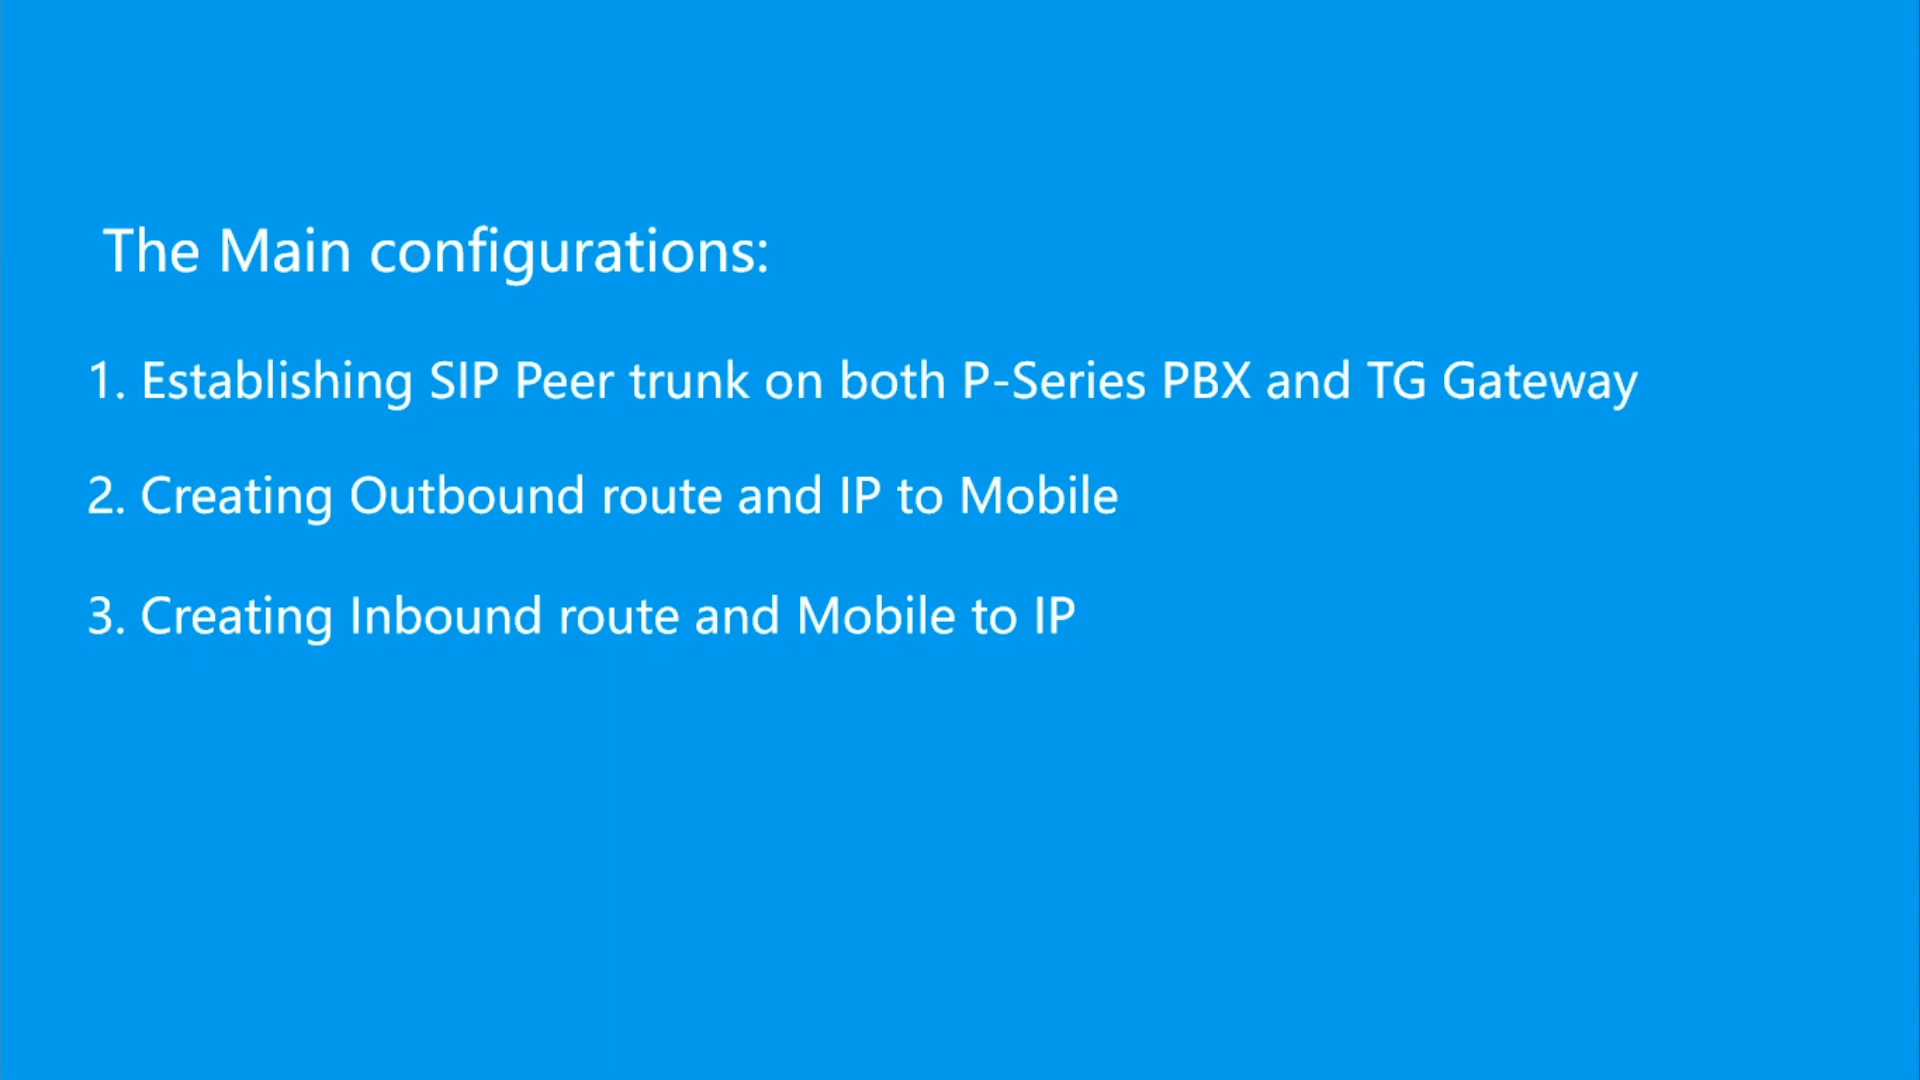 The Main configurations:
1. Establishing SIP Peer trunk on both P-Series PBX and TG Gateway
2. Creating Outbound route and IP to Mobile
3. Creating Inbound route and Mobile to IP